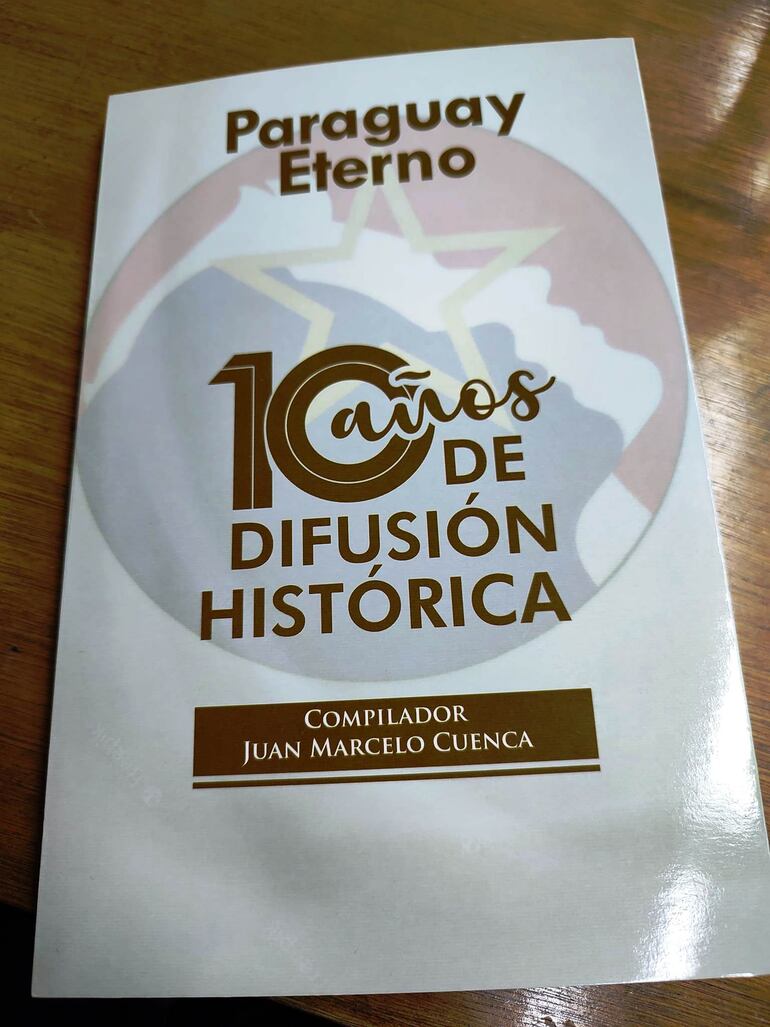 Paraguay
Eterno
10 años
DE
DIFUSIÓN
HISTÓRICA
COMPILADOR
JUAN MARCELO CUENCA